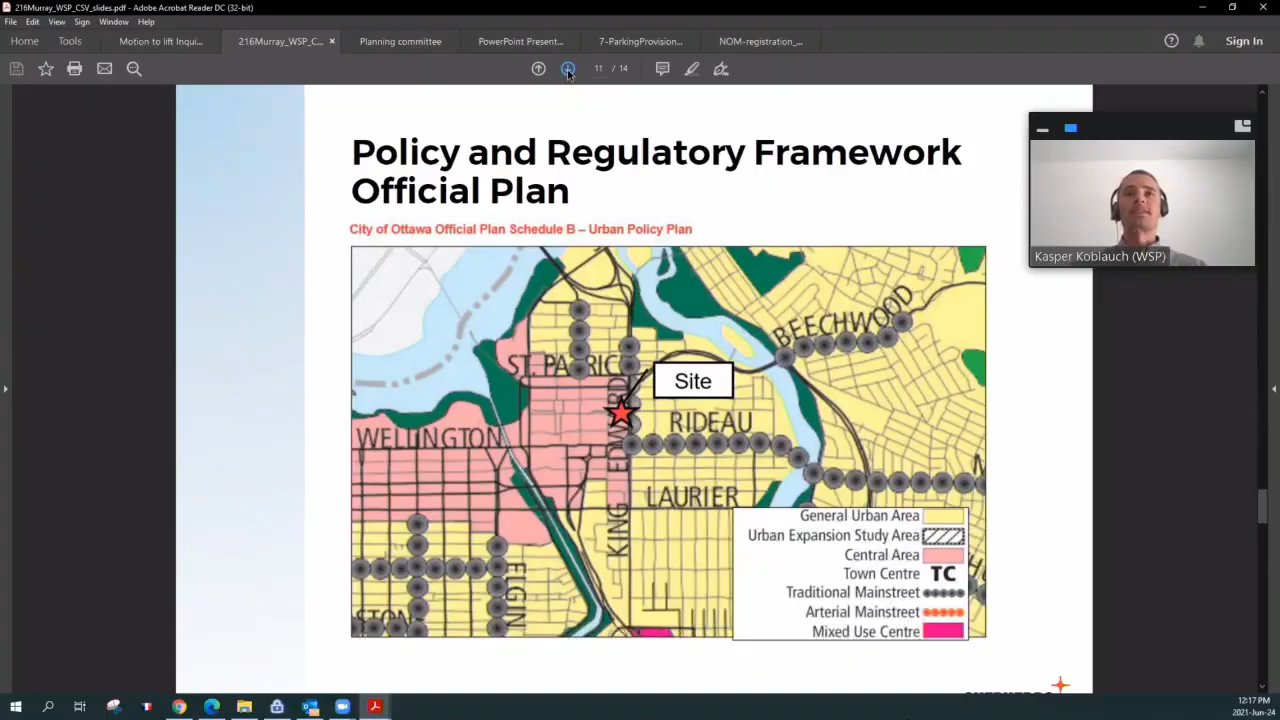 216Murray_WSP_CSV_slides.pdf - Adobe Acrobat Reader DC (32-bit)
File Edit View Sign Window Help
Home Tools Motion to lift Inqui... 216Murray_WSP_C... × Planning committee PowerPoint Present... 7-ParkingProvision... NOM-registration_... Sign In
11 / 14
Policy and Regulatory Framework
Official Plan
City of Ottawa Official Plan Schedule B – Urban Policy Plan
Kasper Koblauch (WSP)
BEECHWOOD
ST. PATRIC
Site
RIDEAU
WELLINGTON
KING EDWARD
LAURIER
ELGIN
General Urban Area
Urban Expansion Study Area
Central Area
Town Centre TC
Traditional Mainstreet
Arterial Mainstreet
Mixed Use Centre
12:17 PM
2021-Jun-24